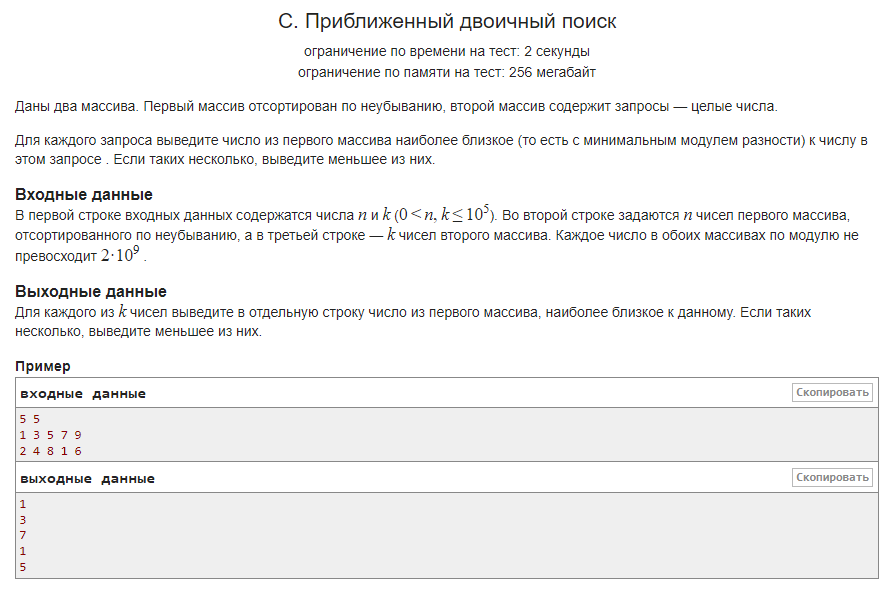 С. Приближенный двоичный поиск
ограничение по времени на тест: 2 секунды
ограничение по памяти на тест: 256 мегабайт
Даны два массива. Первый массив отсортирован по неубыванию, второй массив содержит запросы — целые числа.
Для каждого запроса выведите число из первого массива наиболее близкое (то есть с минимальным модулем разности) к числу в
этом запросе . Если таких несколько, выведите меньшее из них.
Входные данные
В первой строке входных данных содержатся числа n и k (0 < n, k ≤ 10⁵). Во второй строке задаются n чисел первого массива,
отсортированного по неубыванию, а в третьей строке — k чисел второго массива. Каждое число в обоих массивах по модулю не
превосходит 2·10⁹ .
Выходные данные
Для каждого из k чисел выведите в отдельную строку число из первого массива, наиболее близкое к данному. Если таких
несколько, выведите меньшее из них.
Пример
входные данные Скопировать
5 5
1 3 5 7 9
2 4 8 1 6
выходные данные Скопировать
1
3
7
1
5